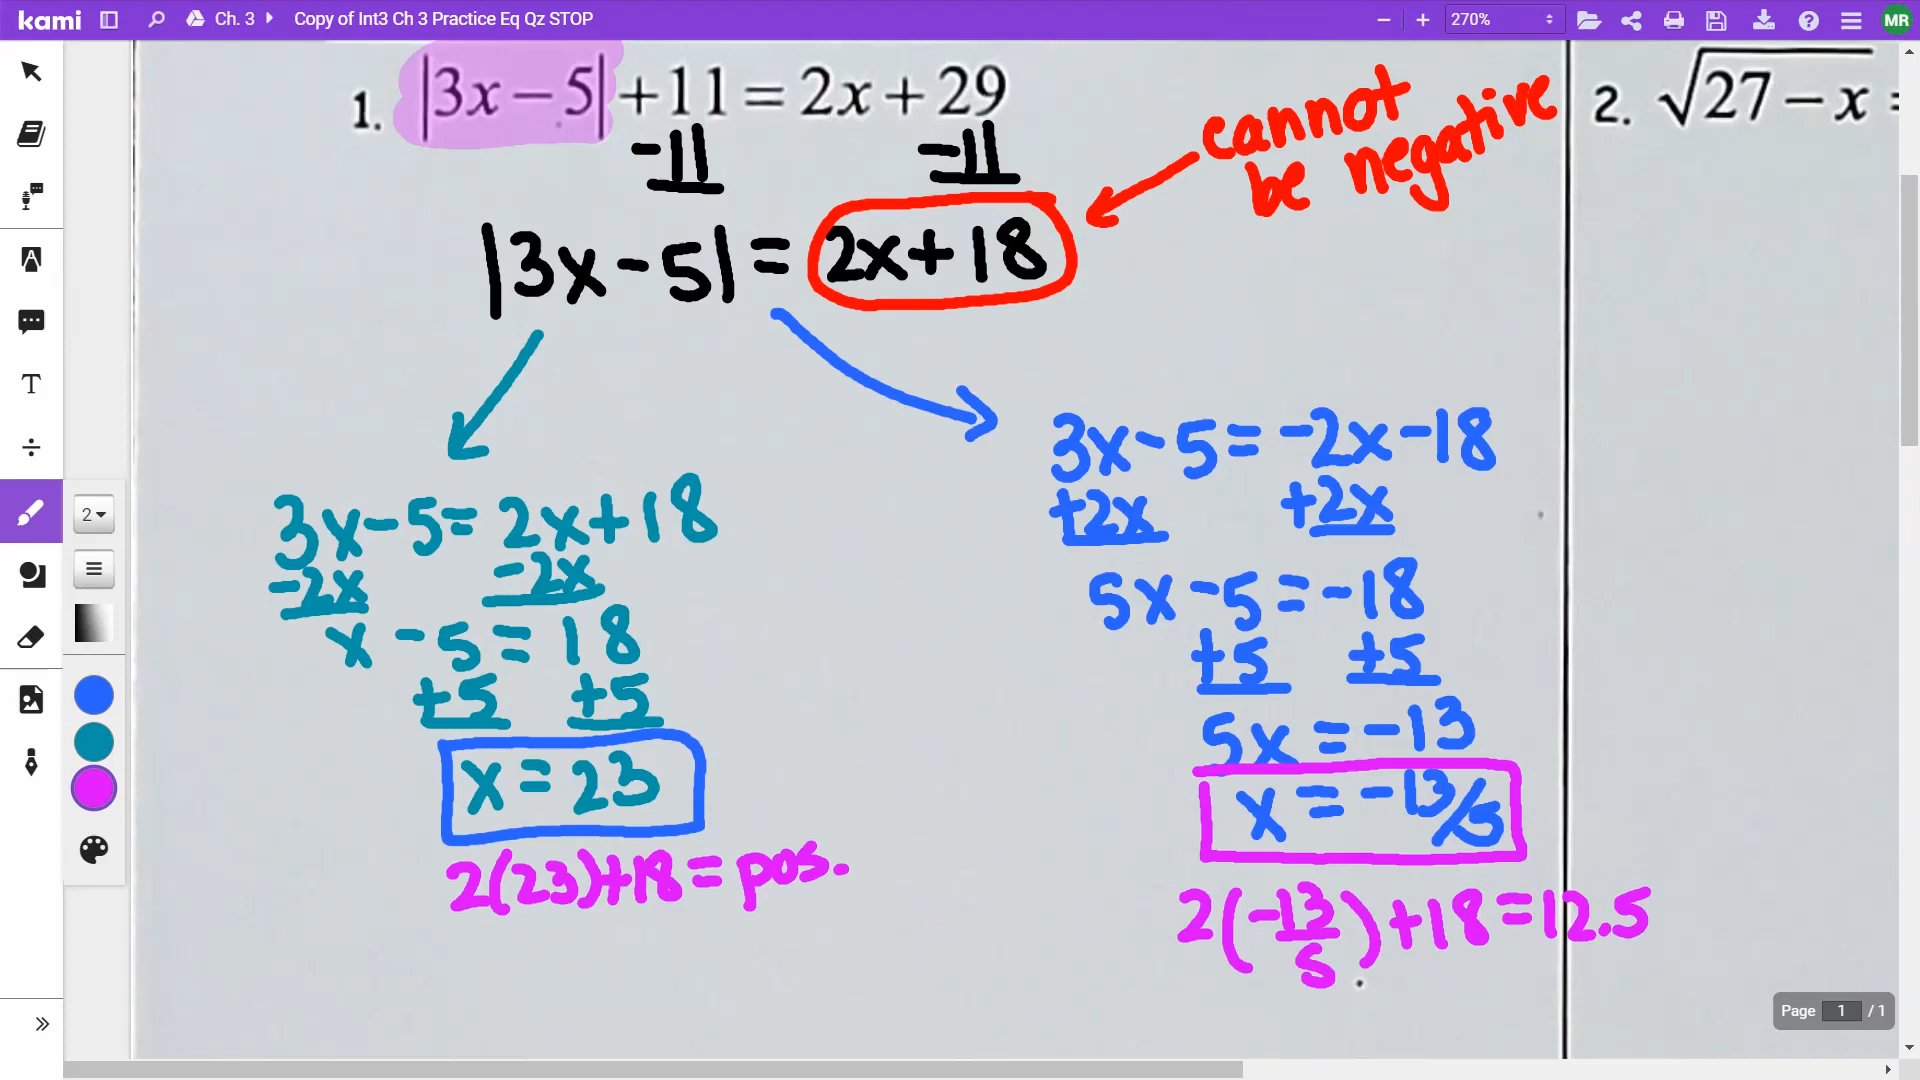 kami Ch. 3 Copy of Int3 Ch 3 Practice Eq Qz STOP 270% MR
1. |3x − 5| + 11 = 2x + 29
-11 -11
cannot be negative
|3x - 5| = 2x + 18
3x - 5 = 2x + 18
-2x -2x
x - 5 = 18
+5 +5
x = 23
2(23) + 18 = pos.
3x - 5 = -2x - 18
+2x +2x
5x - 5 = -18
+5 +5
5x = -13
x = -13/5
2(-13/5) + 18 = 12.5
2. √27 − x =
2
Page 1 / 1